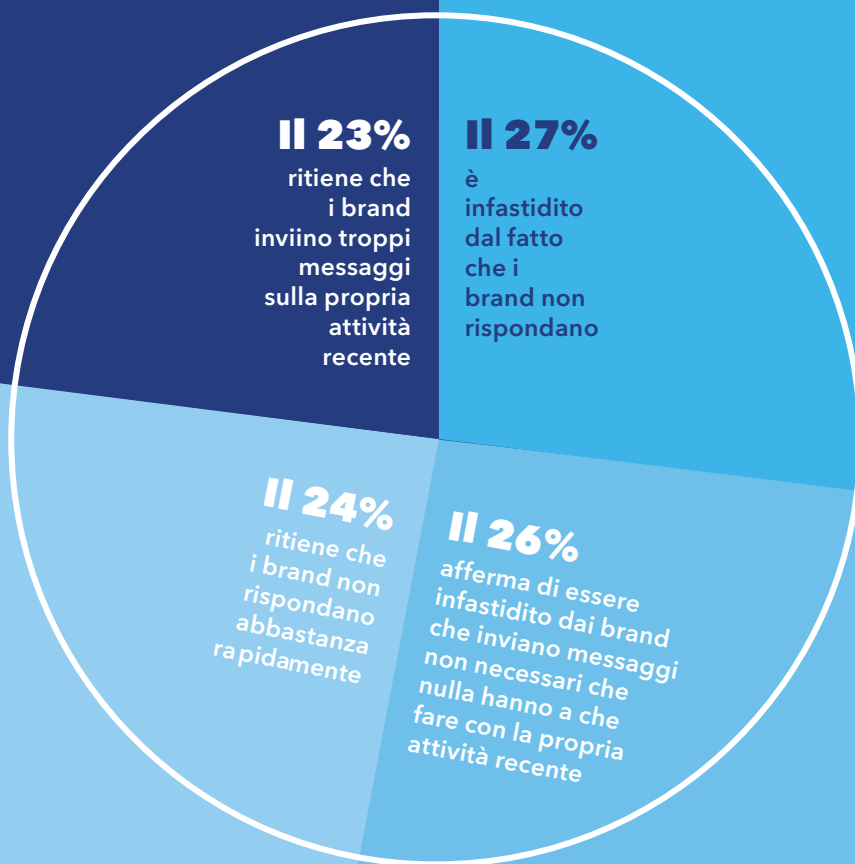 Il 23%
ritiene che
i brand
inviino troppi
messaggi
sulla propria
attività
recente
Il 27%
è
infastidito
dal fatto
che i
brand non
rispondano
Il 24%
ritiene che
i brand non
rispondano
abbastanza
rapidamente
Il 26%
afferma di essere
infastidito dai brand
che inviano messaggi
non necessari che
nulla hanno a che
fare con la propria
attività recente